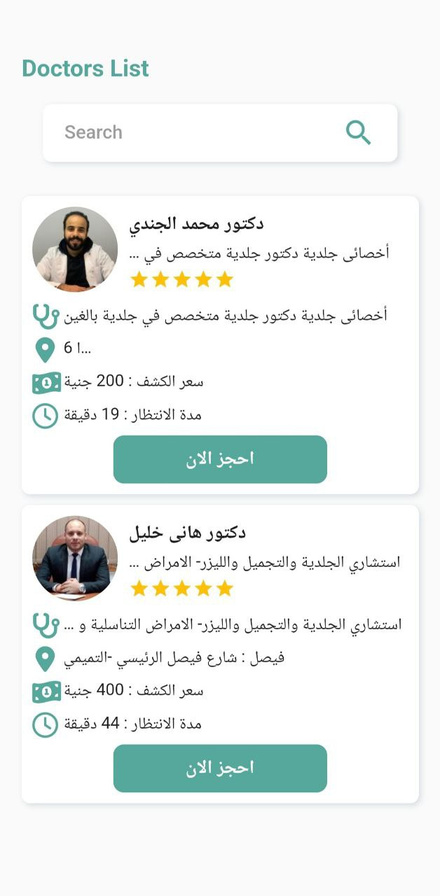 Doctors List
Search
دكتور محمد الجندي
أخصائى جلدية دكتور جلدية متخصص في ...
أخصائى جلدية دكتور جلدية متخصص في جلدية بالغين
6 ا...
سعر الكشف : 200 جنية
مدة الانتظار : 19 دقيقة
احجز الان
دكتور هانى خليل
استشاري الجلدية والتجميل والليزر- الامراض ...
استشاري الجلدية والتجميل والليزر- الامراض التناسلية و ...
فيصل : شارع فيصل الرئيسي -التميمي
سعر الكشف : 400 جنية
مدة الانتظار : 44 دقيقة
احجز الان